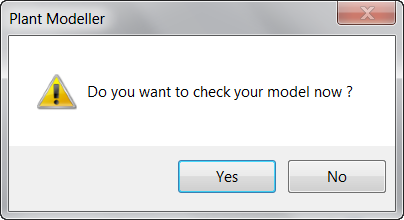 Plant Modeller
Do you want to check your model now ?
Yes
No